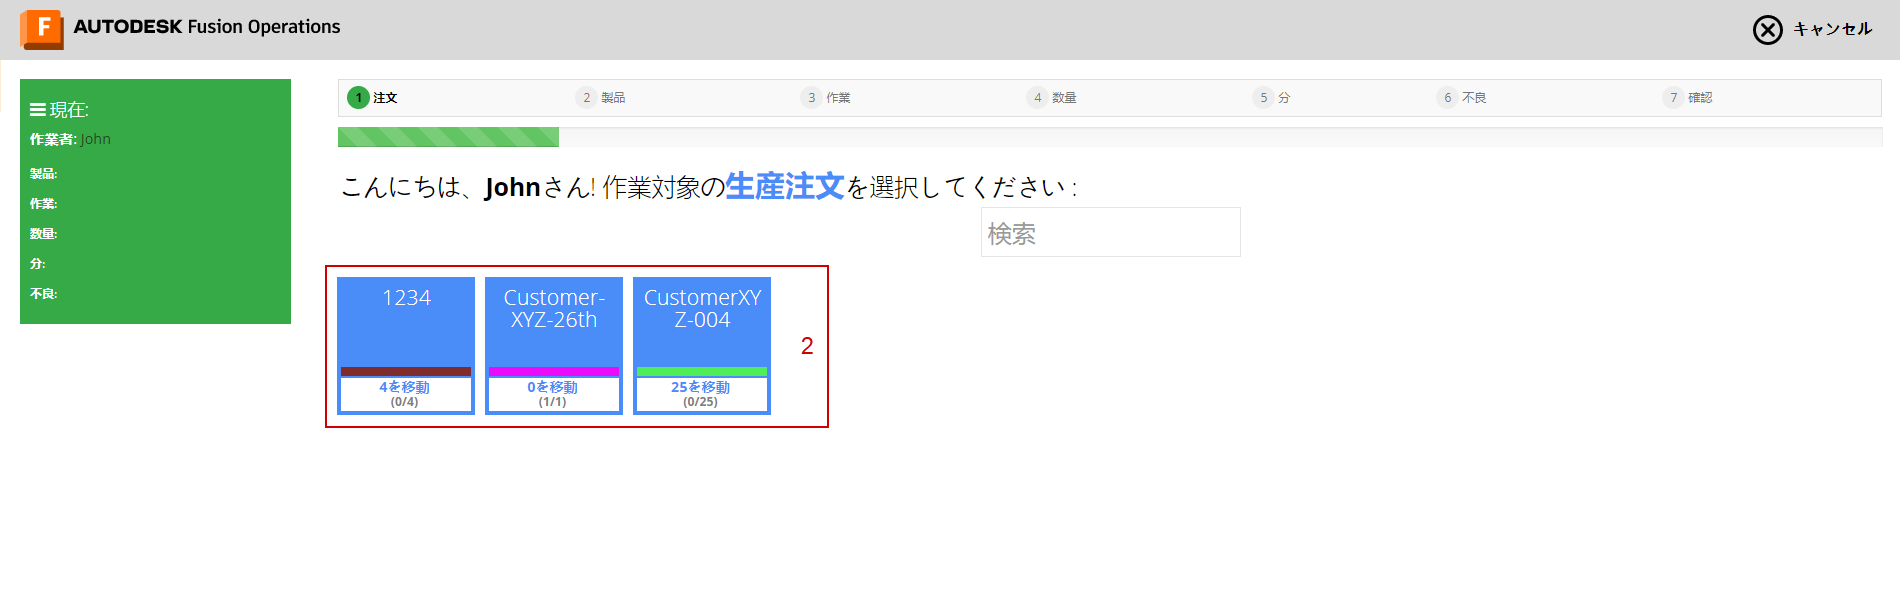 F AUTODESK Fusion Operations
キャンセル
現在:
作業者: John
製品:
作業:
数量:
分:
不良:
1 注文
2 製品
3 作業
4 数量
5 分
6 不良
7 確認
こんにちは、Johnさん! 作業対象の生産注文を選択してください :
検索
1234
4を移動
(0/4)
Customer-
XYZ-26th
0を移動
(1/1)
CustomerXY
Z-004
25を移動
(0/25)
2